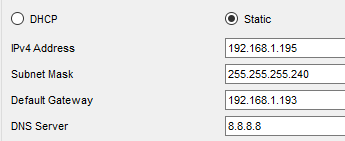 DHCP Static
IPv4 Address 192.168.1.195
Subnet Mask 255.255.255.240
Default Gateway 192.168.1.193
DNS Server 8.8.8.8